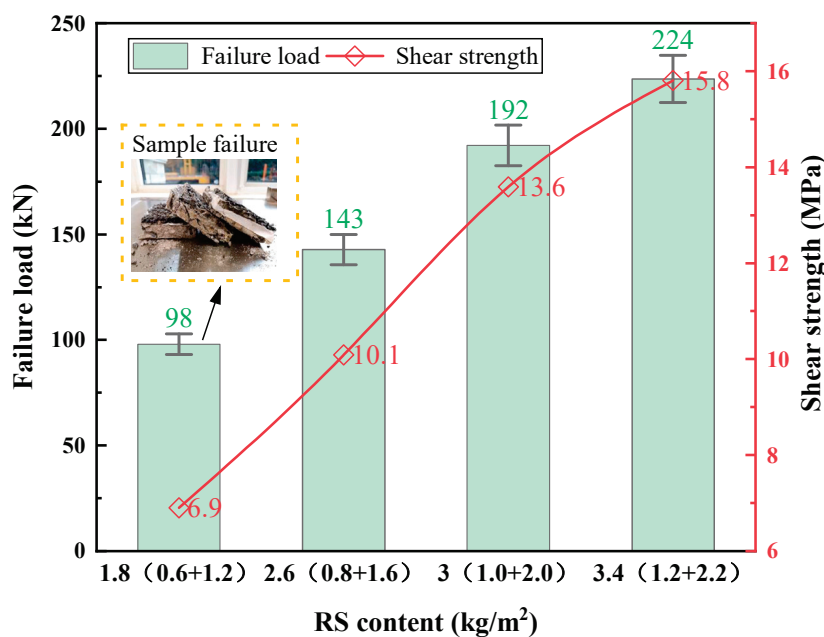 Failure load
Shear strength
Sample failure
98
143
192
224
6.9
10.1
13.6
15.8
250
200
150
100
50
0
Failure load (kN)
16
14
12
10
8
6
Shear strength (MPa)
1.8（0.6+1.2） 2.6（0.8+1.6） 3（1.0+2.0） 3.4（1.2+2.2）
RS content (kg/m²)